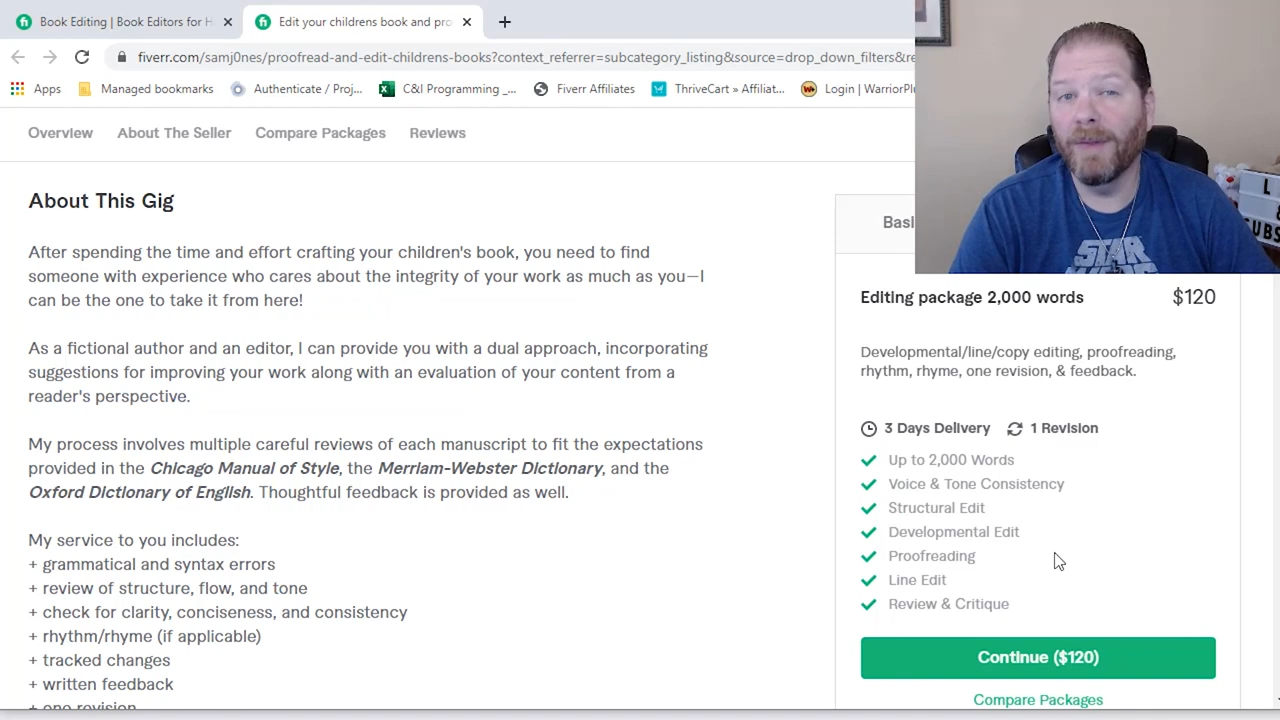 Book Editing | Book Editors for H
Edit your childrens book and pro
fiverr.com/samj0nes/proofread-and-edit-childrens-books?context_referrer=subcategory_listing&source=drop_down_filters&re
Apps
Managed bookmarks
Authenticate / Proj...
C&I Programming _...
Fiverr Affiliates
ThriveCart » Affiliat...
Login | WarriorPlu
Overview
About The Seller
Compare Packages
Reviews
About This Gig
After spending the time and effort crafting your children's book, you need to find
someone with experience who cares about the integrity of your work as much as you—I
can be the one to take it from here!
As a fictional author and an editor, I can provide you with a dual approach, incorporating
suggestions for improving your work along with an evaluation of your content from a
reader's perspective.
My process involves multiple careful reviews of each manuscript to fit the expectations
provided in the Chicago Manual of Style, the Merriam-Webster Dictionary, and the
Oxford Dictionary of English. Thoughtful feedback is provided as well.
My service to you includes:
+ grammatical and syntax errors
+ review of structure, flow, and tone
+ check for clarity, conciseness, and consistency
+ rhythm/rhyme (if applicable)
+ tracked changes
+ written feedback
+ one revision
Basi
Editing package 2,000 words
$120
Developmental/line/copy editing, proofreading,
rhythm, rhyme, one revision, & feedback.
3 Days Delivery
1 Revision
Up to 2,000 Words
Voice & Tone Consistency
Structural Edit
Developmental Edit
Proofreading
Line Edit
Review & Critique
Continue ($120)
Compare Packages
STAR
L
&
UBS